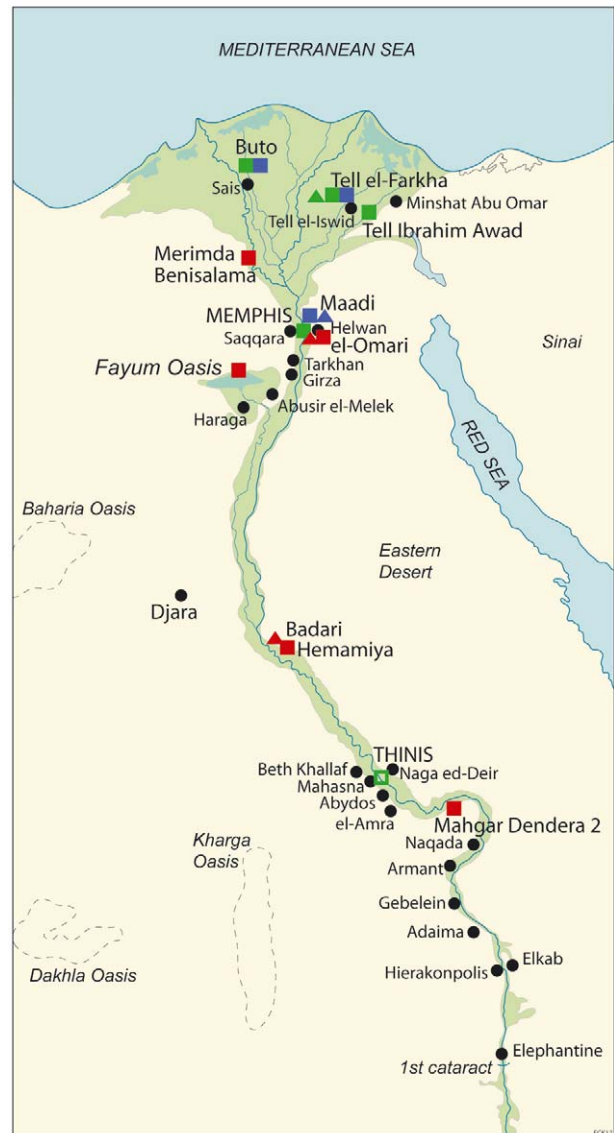 MEDITERRANEAN SEA
Buto
Sais
Tell el-Farkha
Minshat Abu Omar
Tell el-Iswid
Tell Ibrahim Awad
Merimda
Benisalama
Maadi
MEMPHIS
Helwan
Saqqara
el-Omari
Sinai
Tarkhan
Fayum Oasis
Girza
Abusir el-Melek
Haraga
RED SEA
Baharia Oasis
Eastern
Desert
Djara
Badari
Hemamiya
THINIS
Beth Khallaf
Naga ed-Deir
Mahasna
Abydos
el-Amra
Mahgar Dendera 2
Kharga
Oasis
Naqada
Armant
Gebelein
Adaima
Dakhla Oasis
Elkab
Hierakonpolis
Elephantine
1st cataract